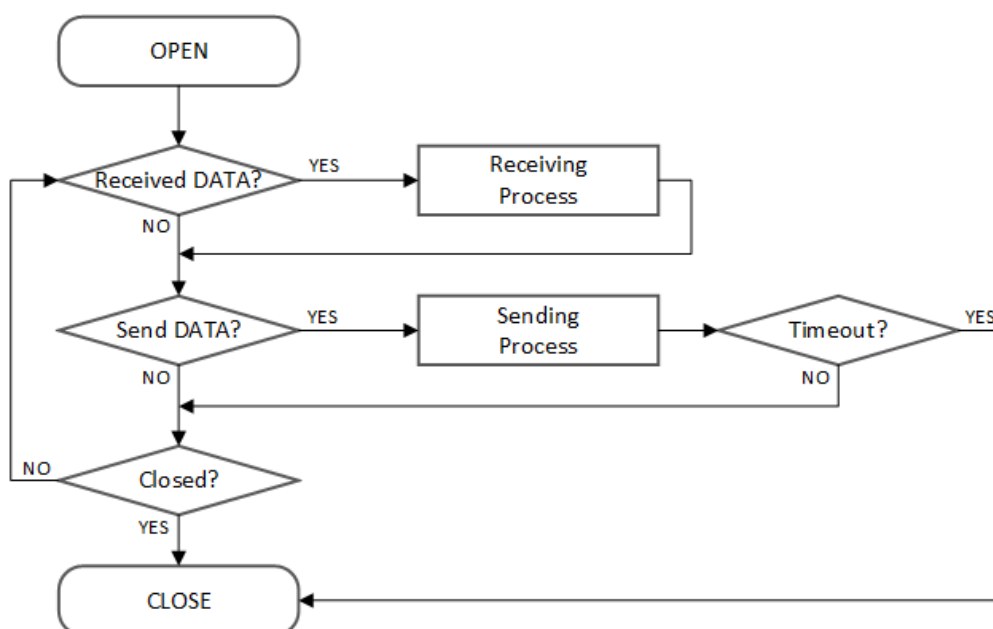 OPEN
Received DATA?
YES
Receiving
Process
NO
Send DATA?
YES
Sending
Process
Timeout?
YES
NO
NO
NO
Closed?
YES
CLOSE